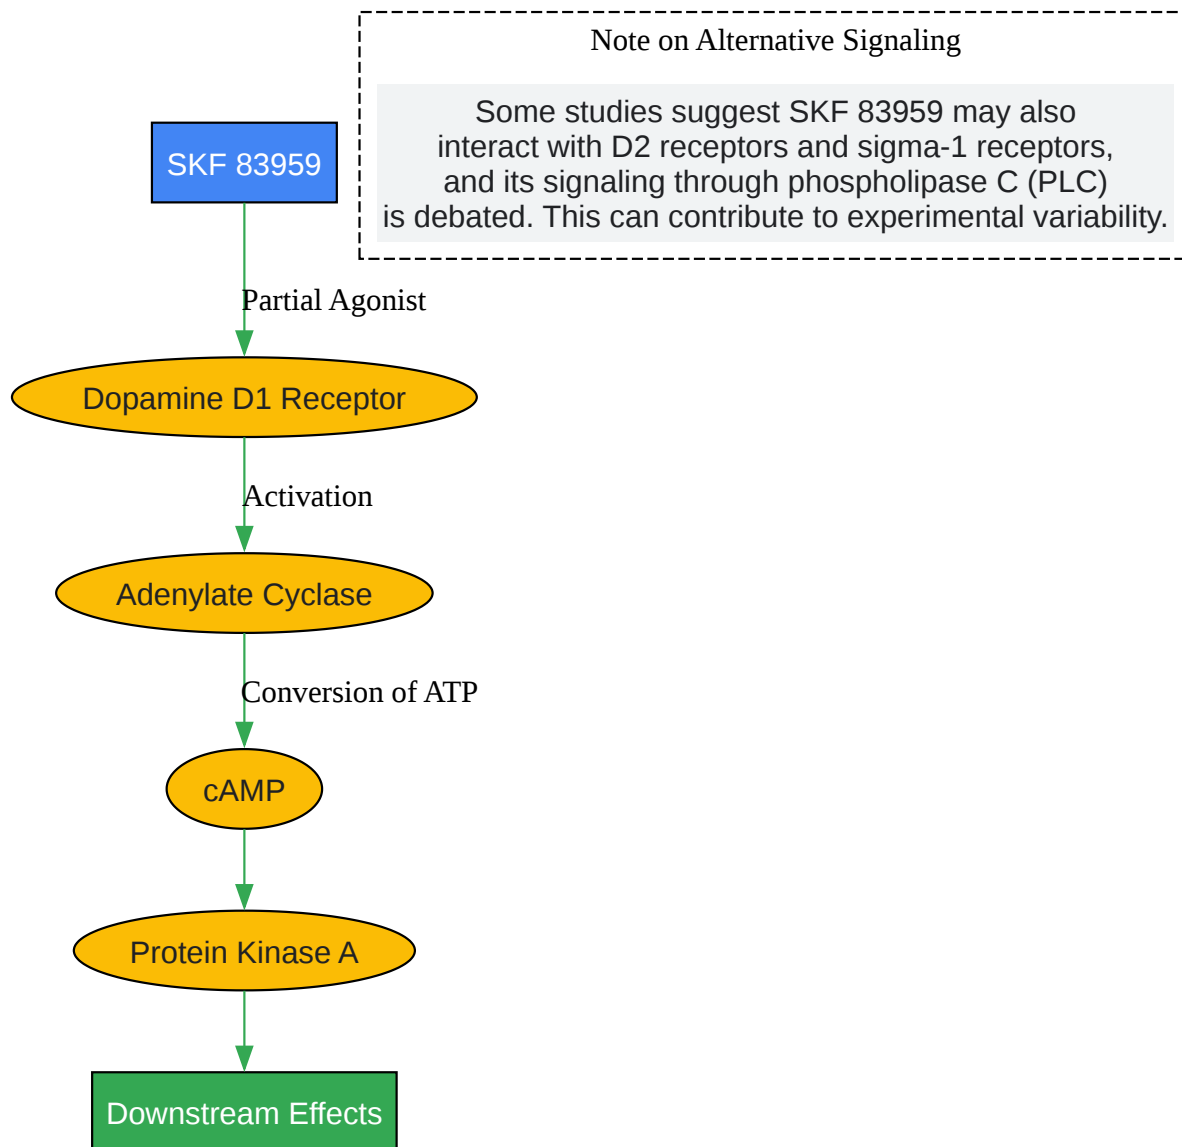 Note on Alternative Signaling
Some studies suggest SKF 83959 may also
interact with D2 receptors and sigma-1 receptors,
and its signaling through phospholipase C (PLC)
is debated. This can contribute to experimental variability.
SKF 83959
Partial Agonist
Dopamine D1 Receptor
Activation
Adenylate Cyclase
Conversion of ATP
cAMP
Protein Kinase A
Downstream Effects